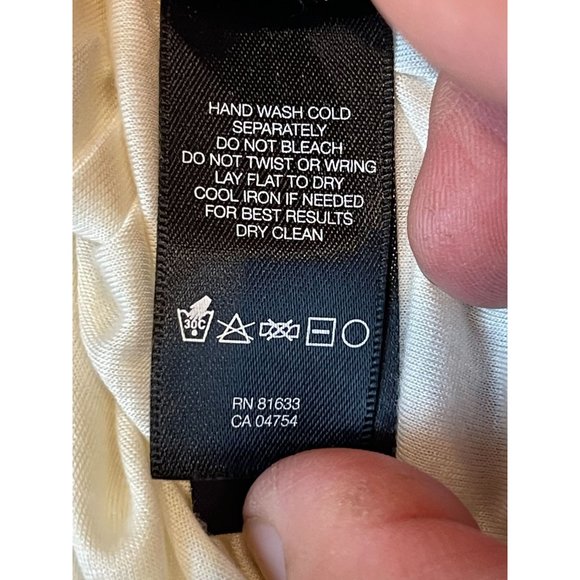 HAND WASH COLD
SEPARATELY
DO NOT BLEACH
DO NOT TWIST OR WRING
LAY FLAT TO DRY
COOL IRON IF NEEDED
FOR BEST RESULTS
DRY CLEAN
30C
RN 81633
CA 04754